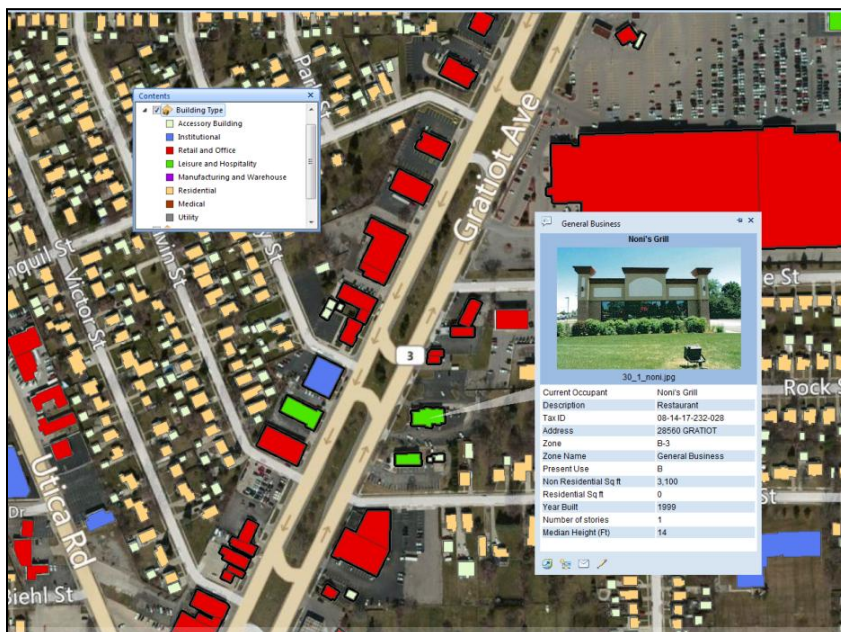 Contents
Building Type
Accessory Building
Institutional
Retail and Office
Leisure and Hospitality
Manufacturing and Warehouse
Residential
Medical
Utility
Gratiot Ave
Victor St
Utica Rd
Biehl St
Dr
3
Rock
St
General Business
Noni's Grill
30_1_noni.jpg
Current Occupant Noni's Grill
Description Restaurant
Tax ID 08-14-17-232-028
Address 28560 GRATIOT
Zone B-3
Zone Name General Business
Present Use B
Non Residential Sq ft 3,100
Residential Sq ft 0
Year Built 1999
Number of stories 1
Median Height (Ft) 14